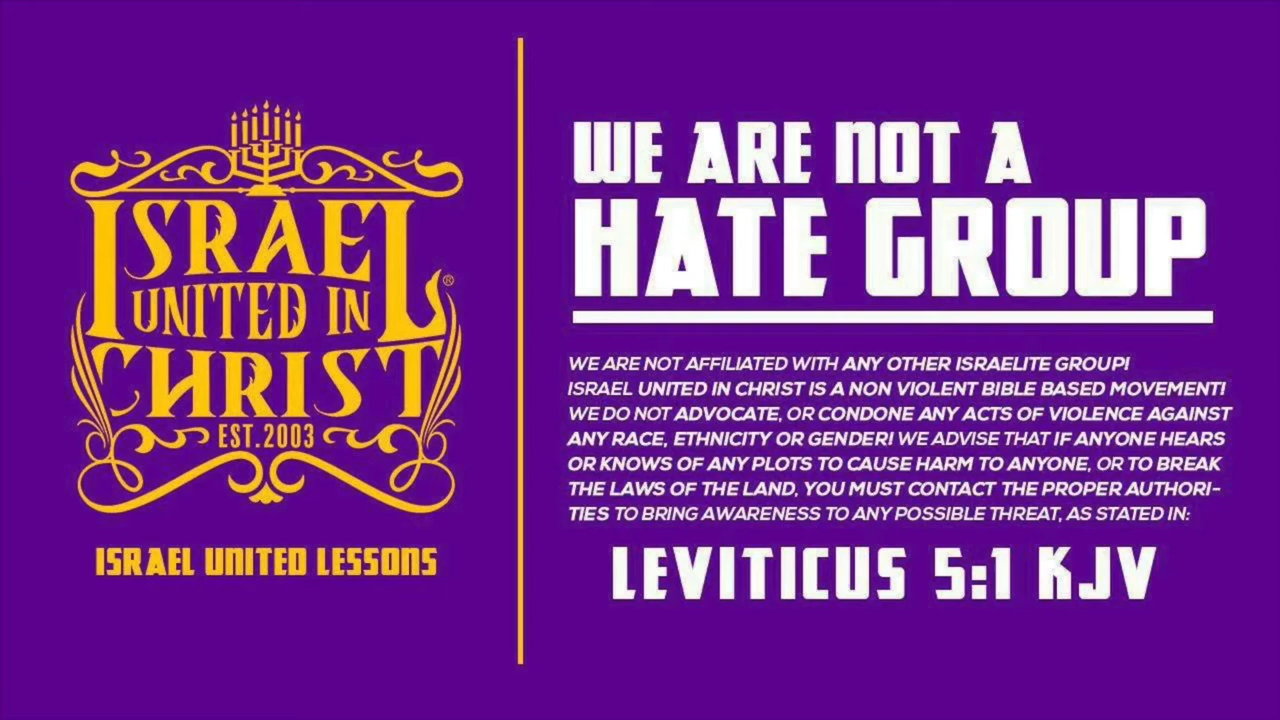 ISRAEL
UNITED IN
CHRIST
®
EST.2003
ISRAEL UNITED LESSONS
WE ARE NOT A
HATE GROUP
WE ARE NOT AFFILIATED WITH ANY OTHER ISRAELITE GROUP!
ISRAEL UNITED IN CHRIST IS A NON VIOLENT BIBLE BASED MOVEMENT!
WE DO NOT ADVOCATE, OR CONDONE ANY ACTS OF VIOLENCE AGAINST
ANY RACE, ETHNICITY OR GENDER! WE ADVISE THAT IF ANYONE HEARS
OR KNOWS OF ANY PLOTS TO CAUSE HARM TO ANYONE, OR TO BREAK
THE LAWS OF THE LAND, YOU MUST CONTACT THE PROPER AUTHORI-
TIES TO BRING AWARENESS TO ANY POSSIBLE THREAT, AS STATED IN:
LEVITICUS 5:1 KJV